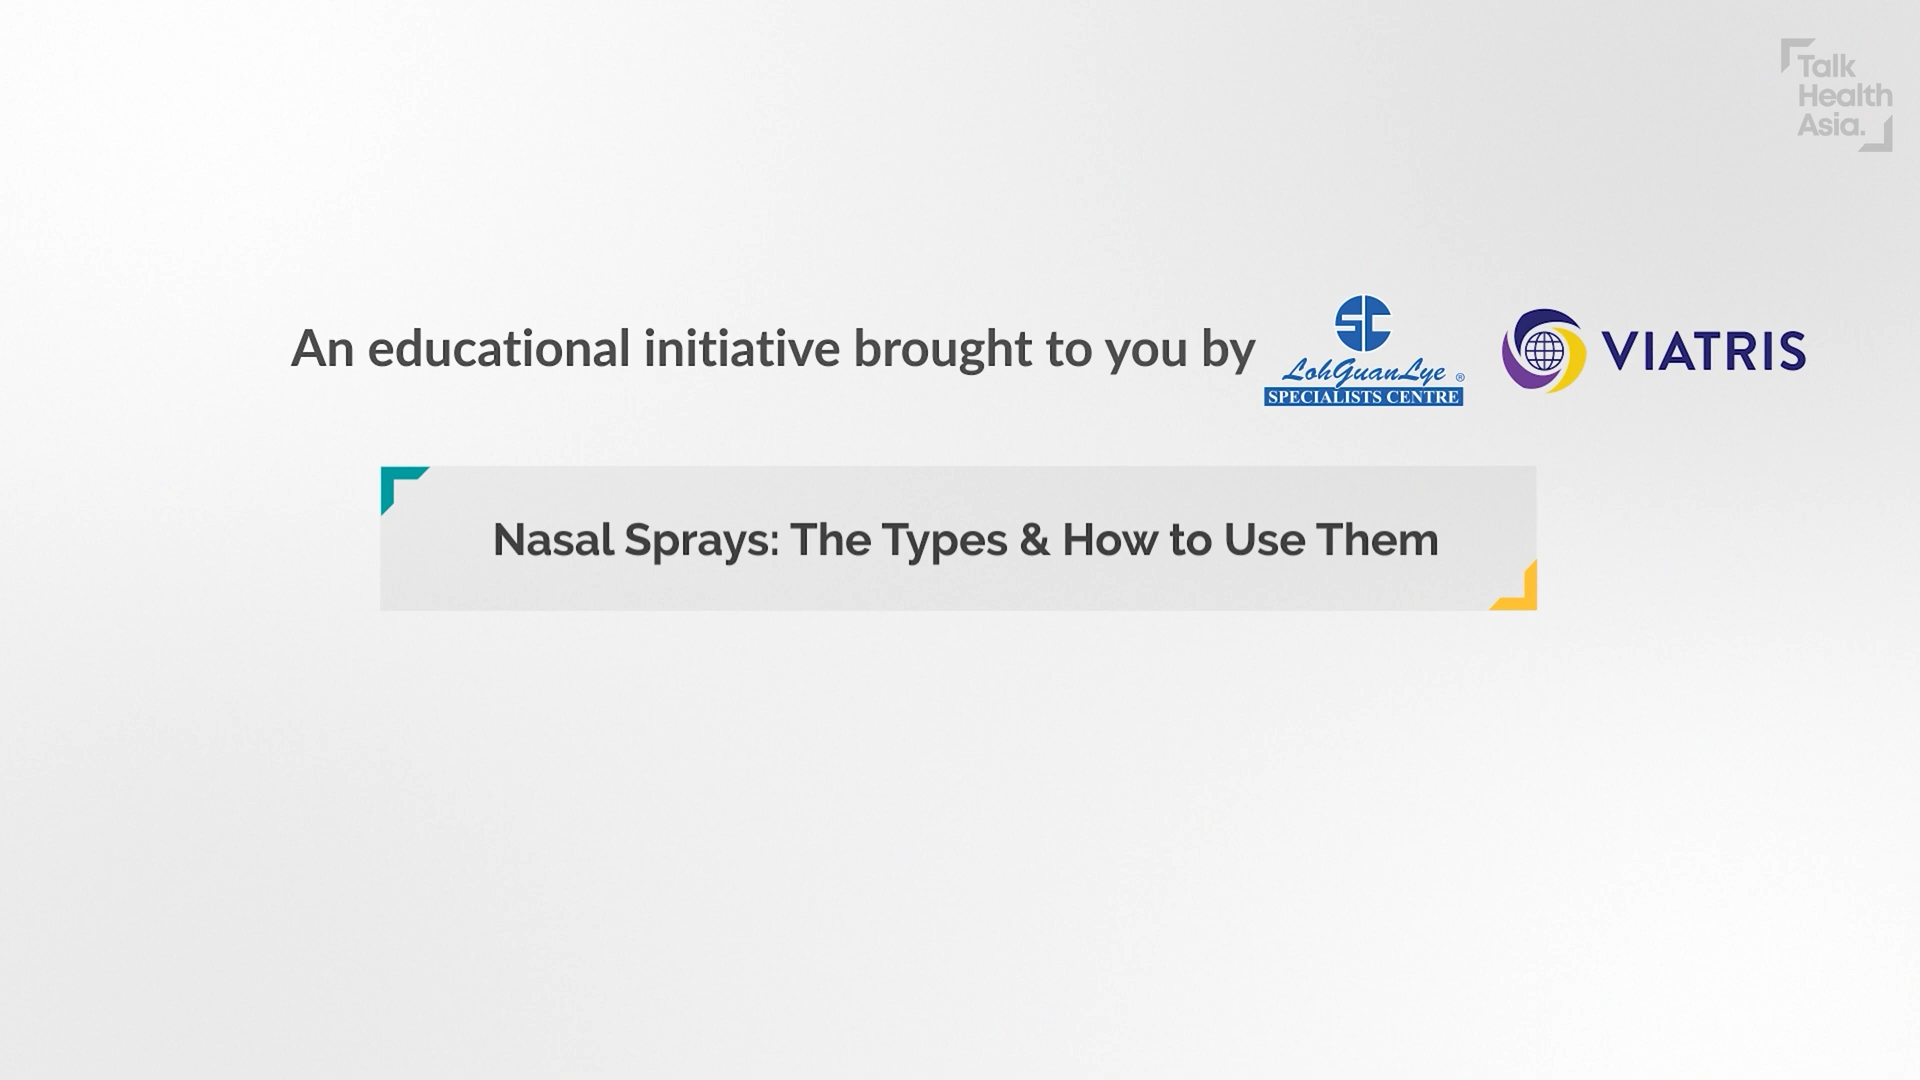 Talk
Health
Asia.
An educational initiative brought to you by
SC
LohGuanLye ®
SPECIALISTS CENTRE
VIATRIS
Nasal Sprays: The Types & How to Use Them